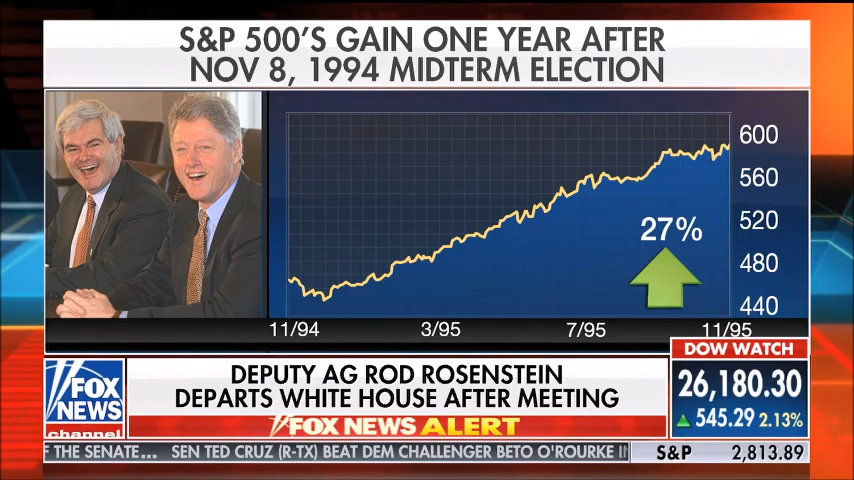 S&P 500'S GAIN ONE YEAR AFTER
NOV 8, 1994 MIDTERM ELECTION
600
560
520
27%
480
440
11/94 3/95 7/95 11/95
DOW WATCH
26,180.30
545.29 2.13%
FOX
NEWS
channel
DEPUTY AG ROD ROSENSTEIN
DEPARTS WHITE HOUSE AFTER MEETING
FOX NEWS ALERT
F THE SENATE... SEN TED CRUZ (R-TX) BEAT DEM CHALLENGER BETO O'ROURKE
S&P 2,813.89